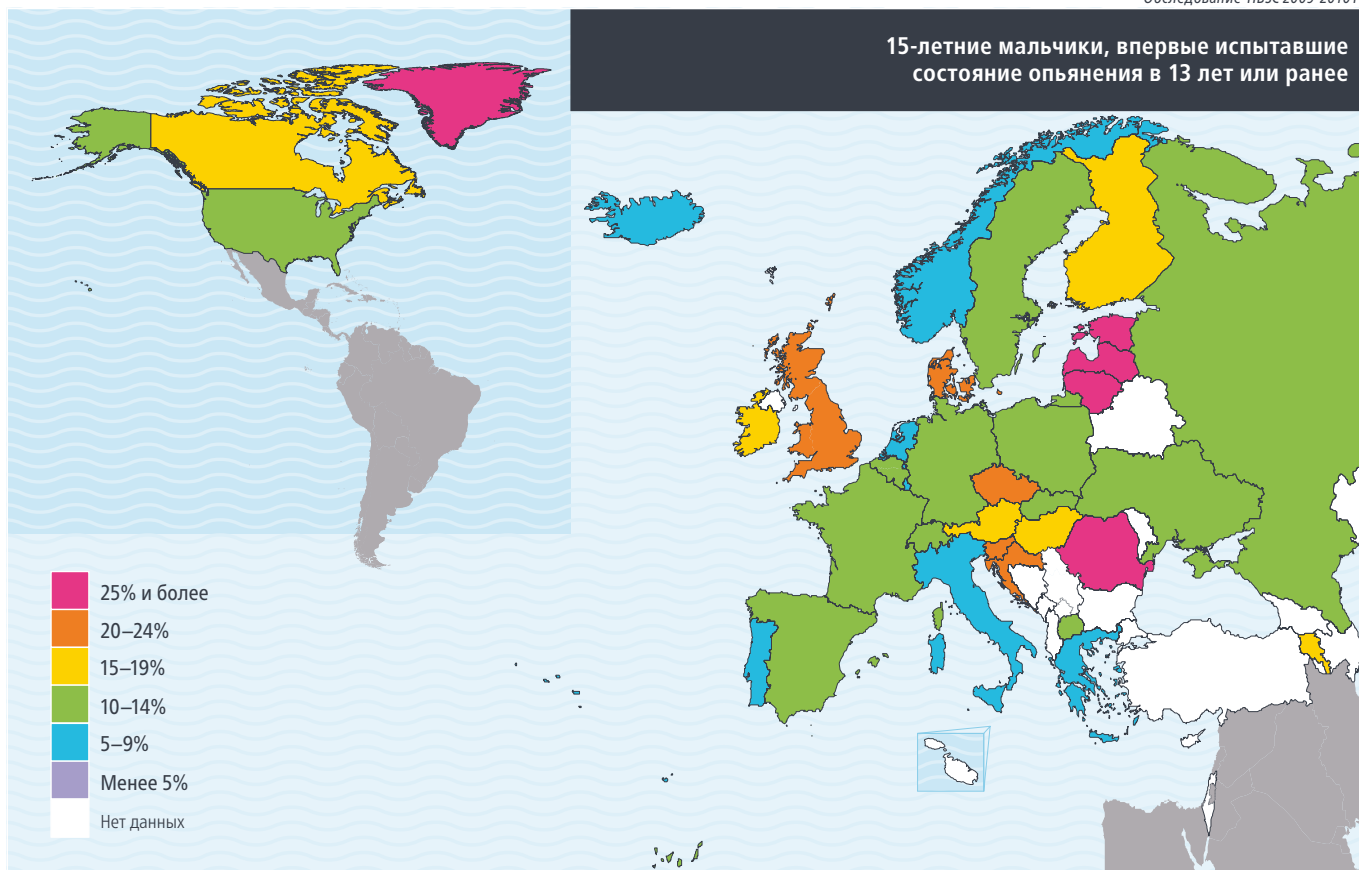 15-летние мальчики, впервые испытавшие
состояние опьянения в 13 лет или ранее
25% и более
20–24%
15–19%
10–14%
5–9%
Менее 5%
Нет данных